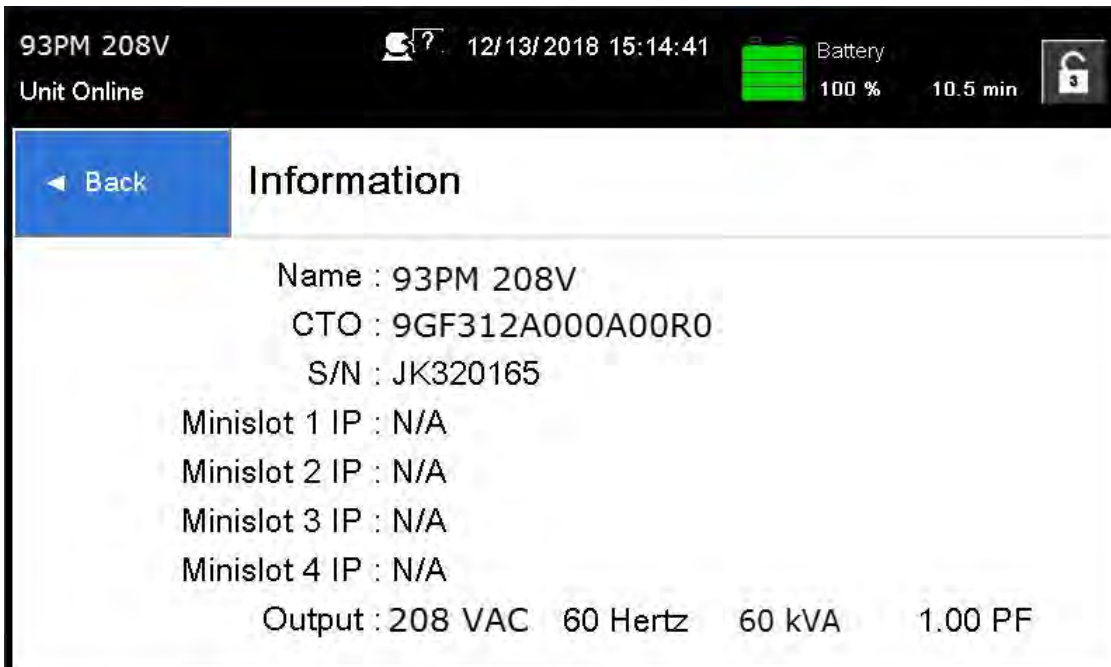 93PM 208V
? 12/13/2018 15:14:41
Battery
Unit Online
100 % 10.5 min
3
◄ Back
Information
Name : 93PM 208V
CTO : 9GF312A000A00R0
S/N : JK320165
Minislot 1 IP : N/A
Minislot 2 IP : N/A
Minislot 3 IP : N/A
Minislot 4 IP : N/A
Output : 208 VAC 60 Hertz 60 kVA 1.00 PF